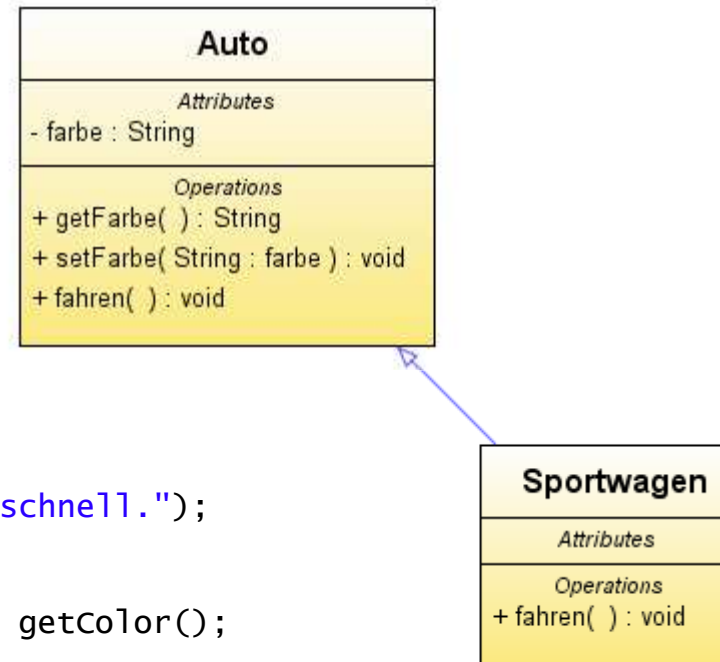 Auto
Attributes
- farbe : String
Operations
+ getFarbe( ) : String
+ setFarbe( String : farbe ) : void
+ fahren( ) : void
schnell.");
getColor();
Sportwagen
Attributes
Operations
+ fahren( ) : void